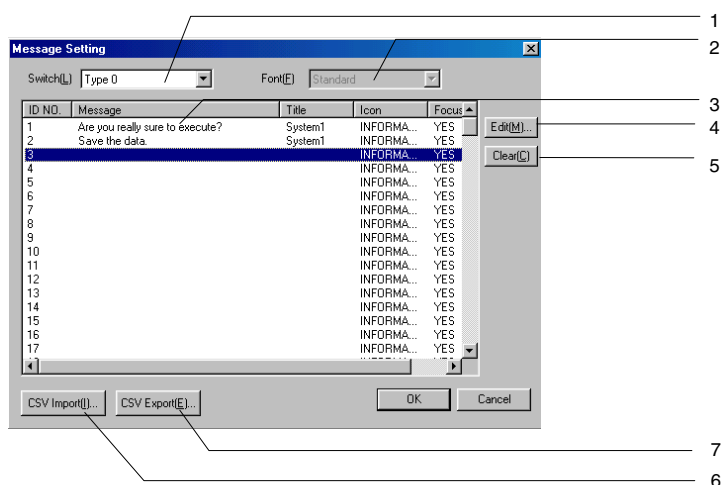 1
Message Setting
2
Switch(L) Type 0 Font(F) Standard
3
ID NO. Message Title Icon Focus
1 Are you really sure to execute? System1 INFORMA... YES Edit(M)...
4
2 Save the data. System1 INFORMA... YES
3 INFORMA... YES Clear(C)
5
4 INFORMA... YES
5 INFORMA... YES
6 INFORMA... YES
7 INFORMA... YES
8 INFORMA... YES
9 INFORMA... YES
10 INFORMA... YES
11 INFORMA... YES
12 INFORMA... YES
13 INFORMA... YES
14 INFORMA... YES
15 INFORMA... YES
16 INFORMA... YES
17 INFORMA... YES
CSV Import(I)... CSV Export(E)... OK Cancel
7
6